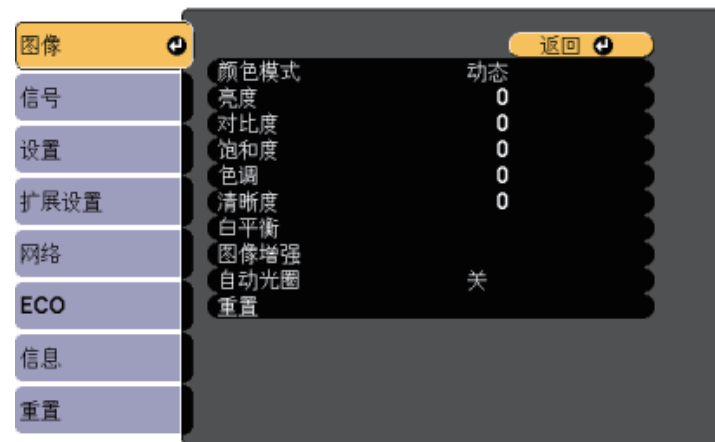 图像
信号
设置
扩展设置
网络
ECO
信息
重置
返回
颜色模式 动态
亮度 0
对比度 0
饱和度 0
色调 0
清晰度 0
白平衡
图像增强
自动光圈 关
重置